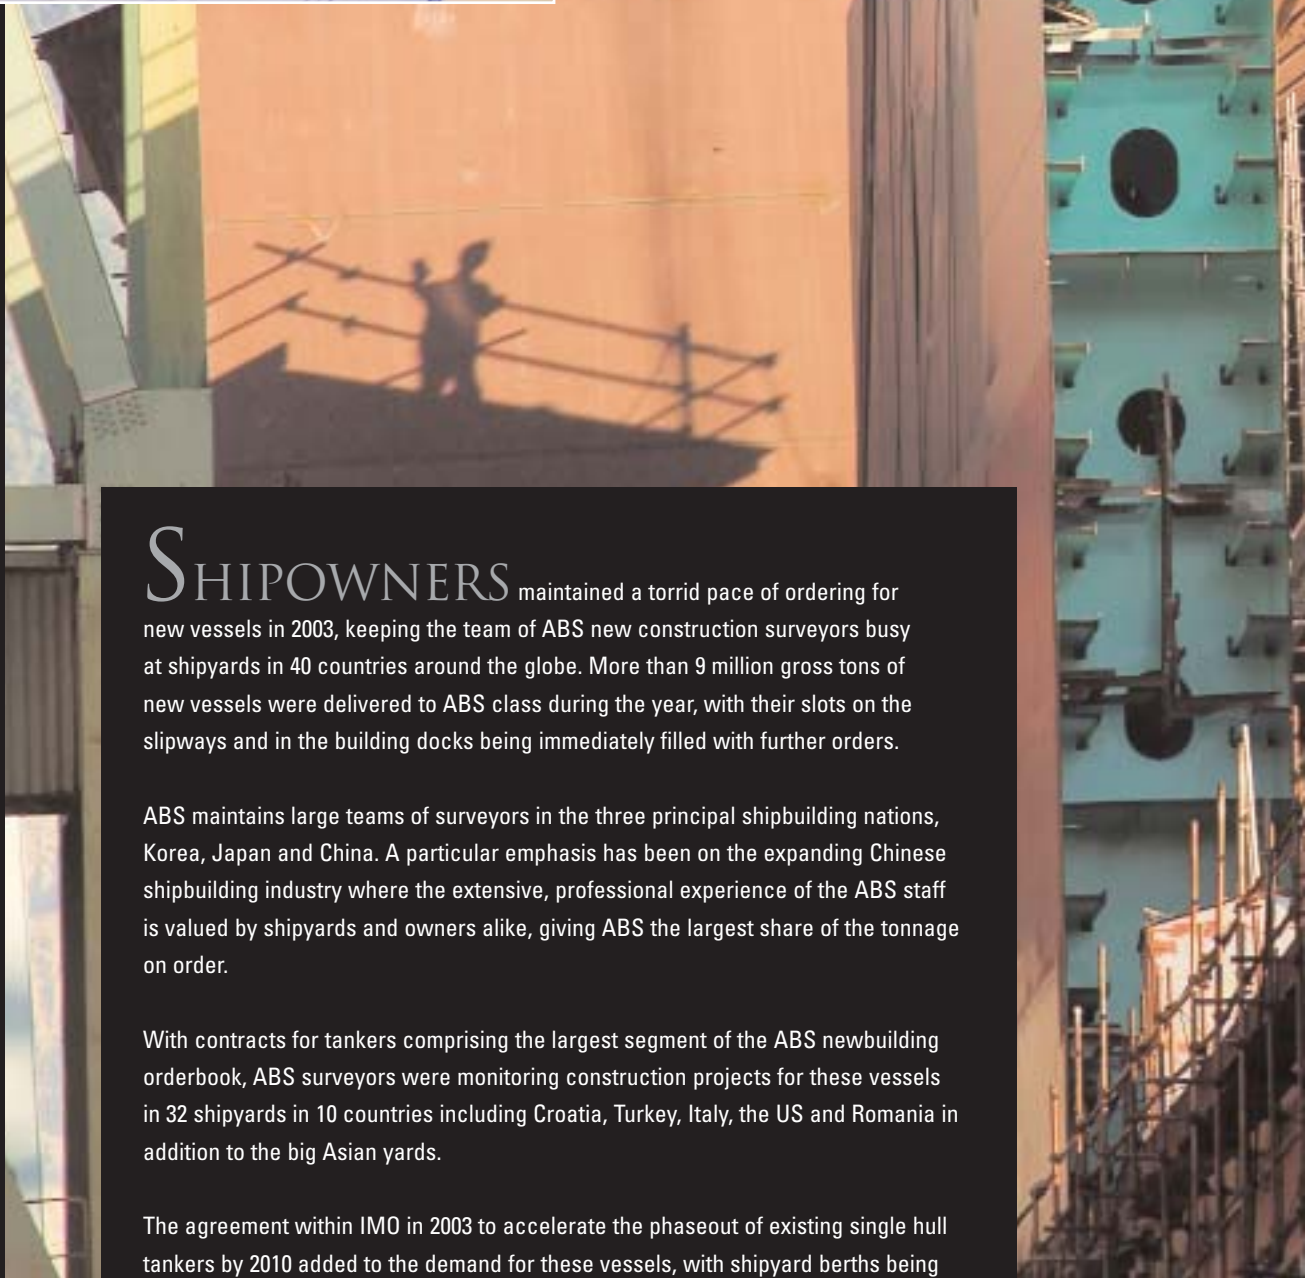 SHIPOWNERS maintained a torrid pace of ordering for
new vessels in 2003, keeping the team of ABS new construction surveyors busy
at shipyards in 40 countries around the globe. More than 9 million gross tons of
new vessels were delivered to ABS class during the year, with their slots on the
slipways and in the building docks being immediately filled with further orders.
ABS maintains large teams of surveyors in the three principal shipbuilding nations,
Korea, Japan and China. A particular emphasis has been on the expanding Chinese
shipbuilding industry where the extensive, professional experience of the ABS staff
is valued by shipyards and owners alike, giving ABS the largest share of the tonnage
on order.
With contracts for tankers comprising the largest segment of the ABS newbuilding
orderbook, ABS surveyors were monitoring construction projects for these vessels
in 32 shipyards in 10 countries including Croatia, Turkey, Italy, the US and Romania in
addition to the big Asian yards.
The agreement within IMO in 2003 to accelerate the phaseout of existing single hull
tankers by 2010 added to the demand for these vessels, with shipyard berths being